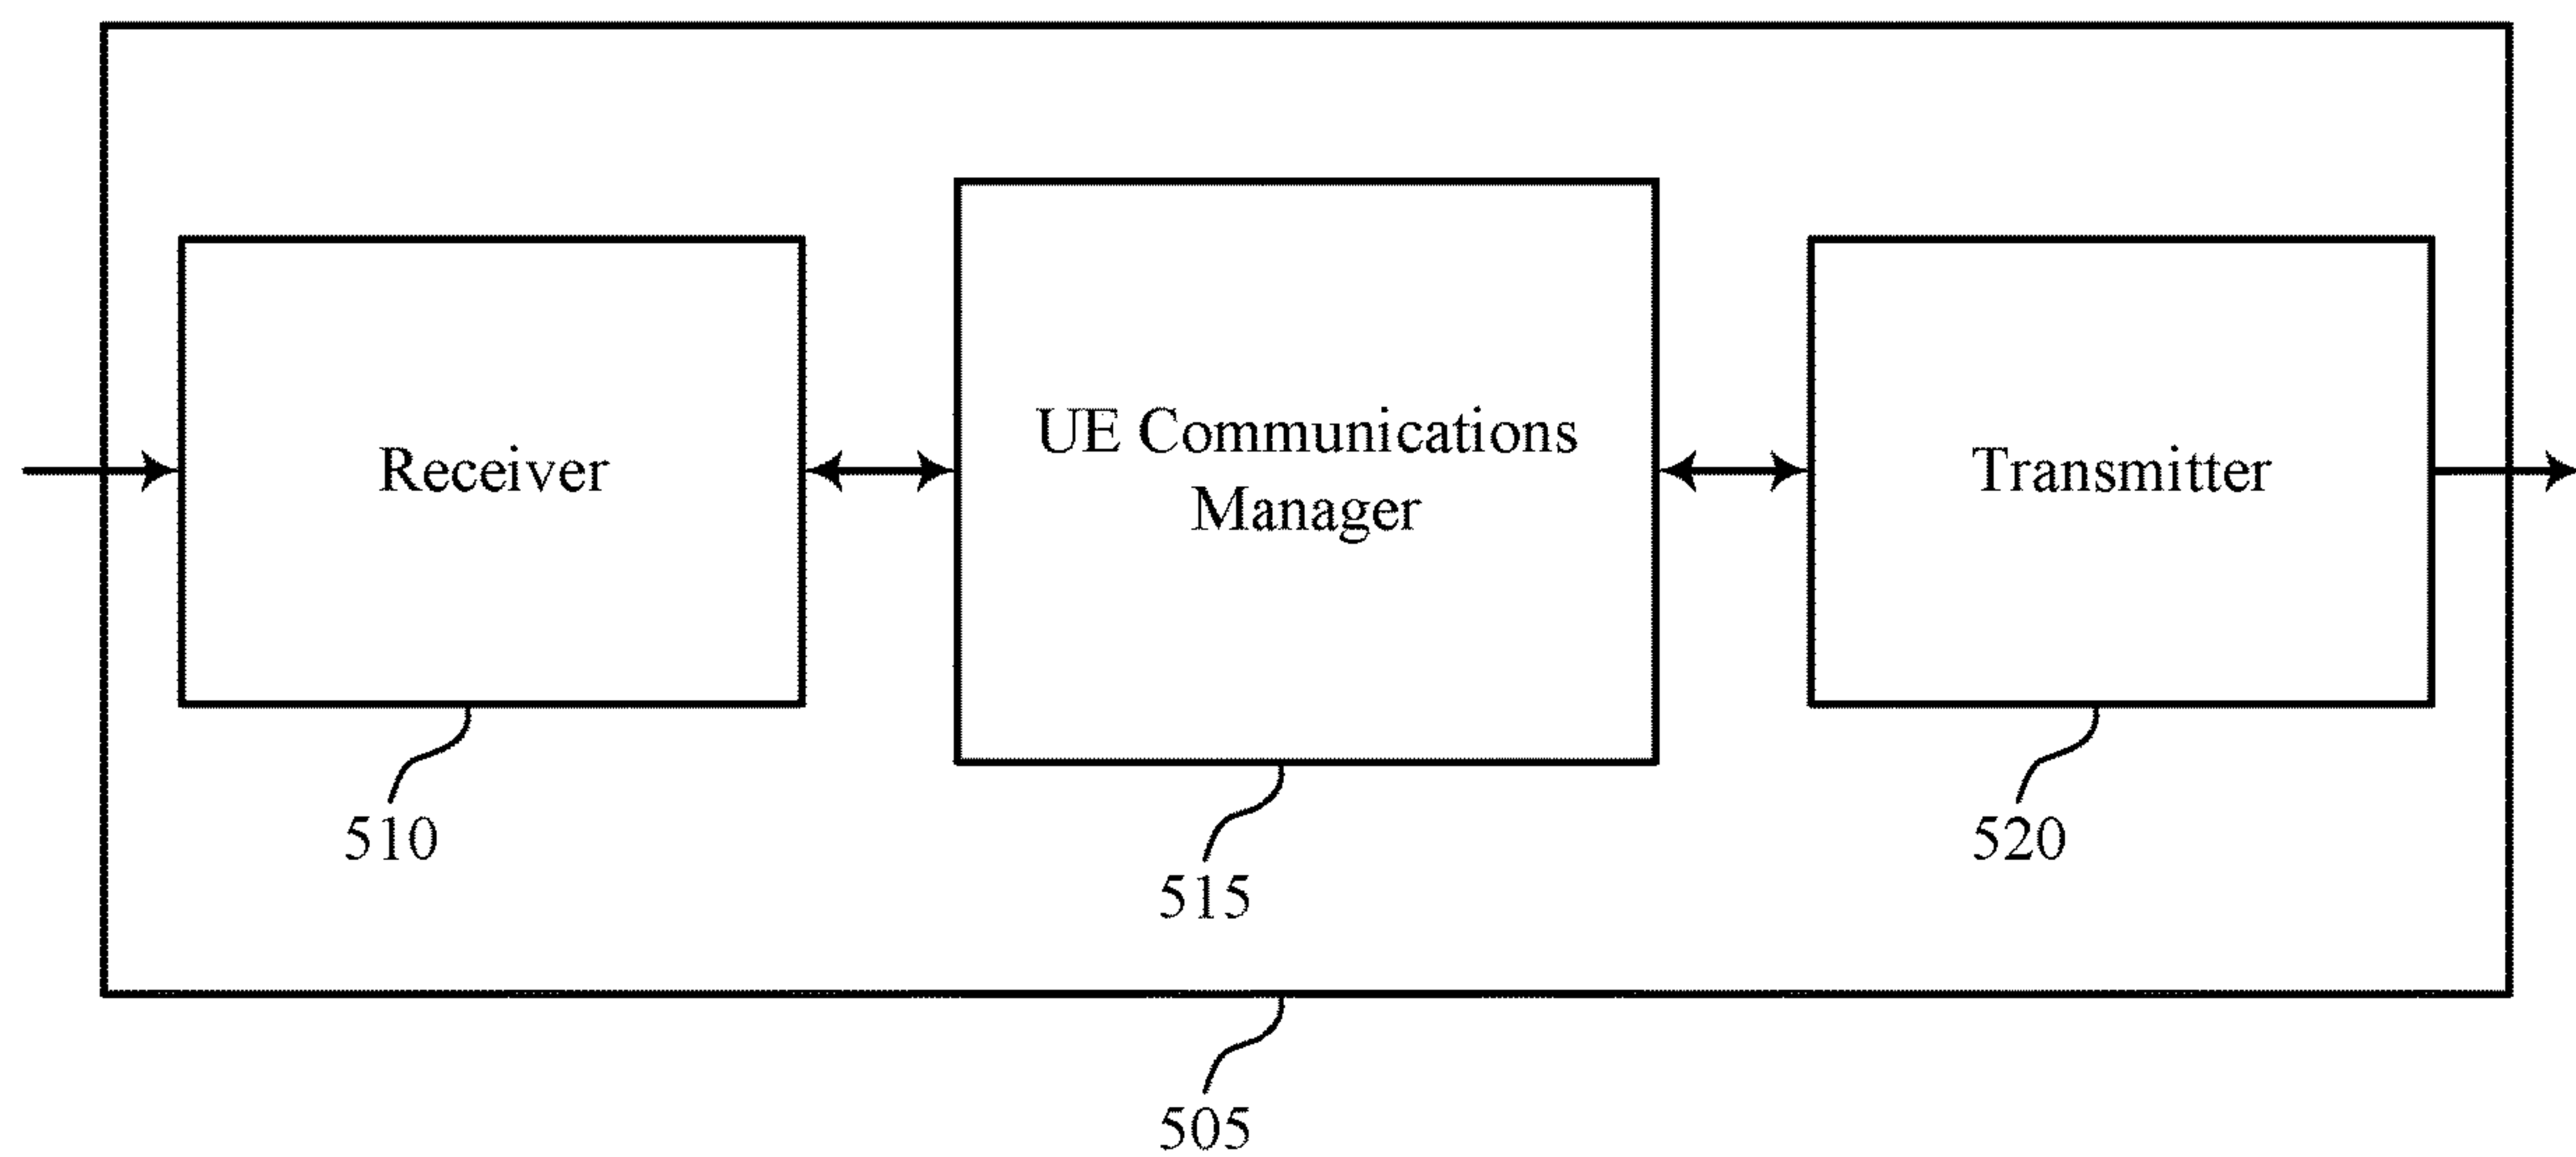 Receiver
UE Communications
Manager
Transmitter
510
515
520
505